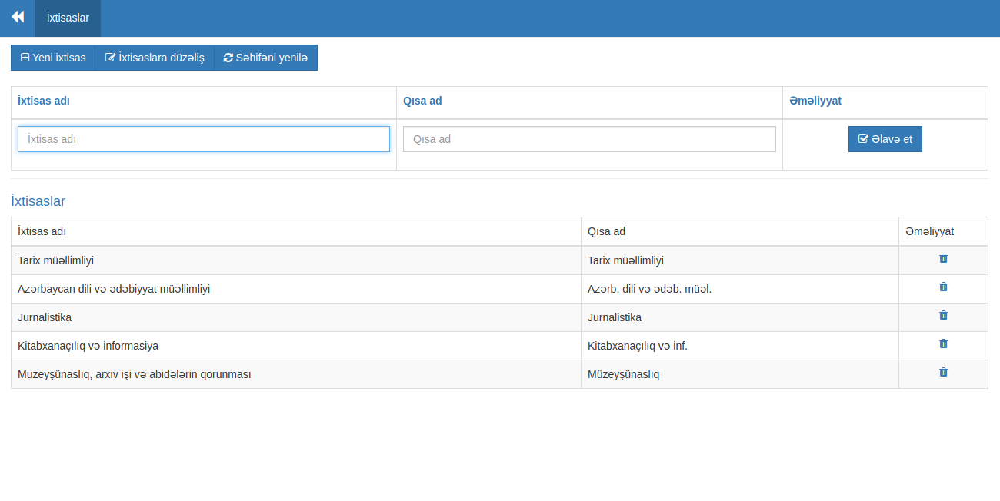 İxtisaslar
Yeni ixtisas İxtisaslara düzəliş Səhifəni yenilə
İxtisas adı Qısa ad Əməliyyat
İxtisas adı Qısa ad Əlavə et
İxtisaslar
İxtisas adı Qısa ad Əməliyyat
Tarix müəllimliyi Tarix müəllimliyi
Azərbaycan dili və ədəbiyyat müəllimliyi Azərb. dili və ədəb. müəl.
Jurnalistika Jurnalistika
Kitabxanaçılıq və informasiya Kitabxanaçılıq və inf.
Muzeyşünaslıq, arxiv işi və abidələrin qorunması Müzeyşünaslıq